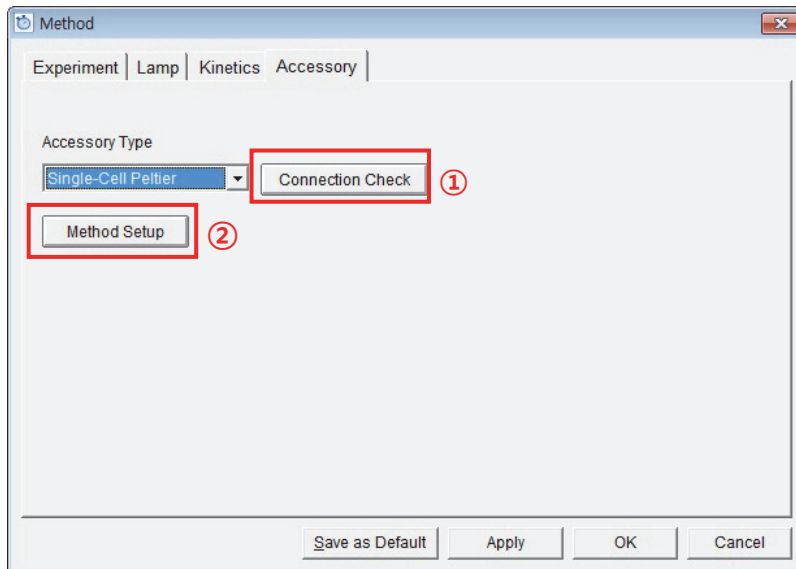 Method
Experiment Lamp Kinetics Accessory
Accessory Type
Single-Cell Peltier Connection Check ①
Method Setup ②
Save as Default Apply OK Cancel